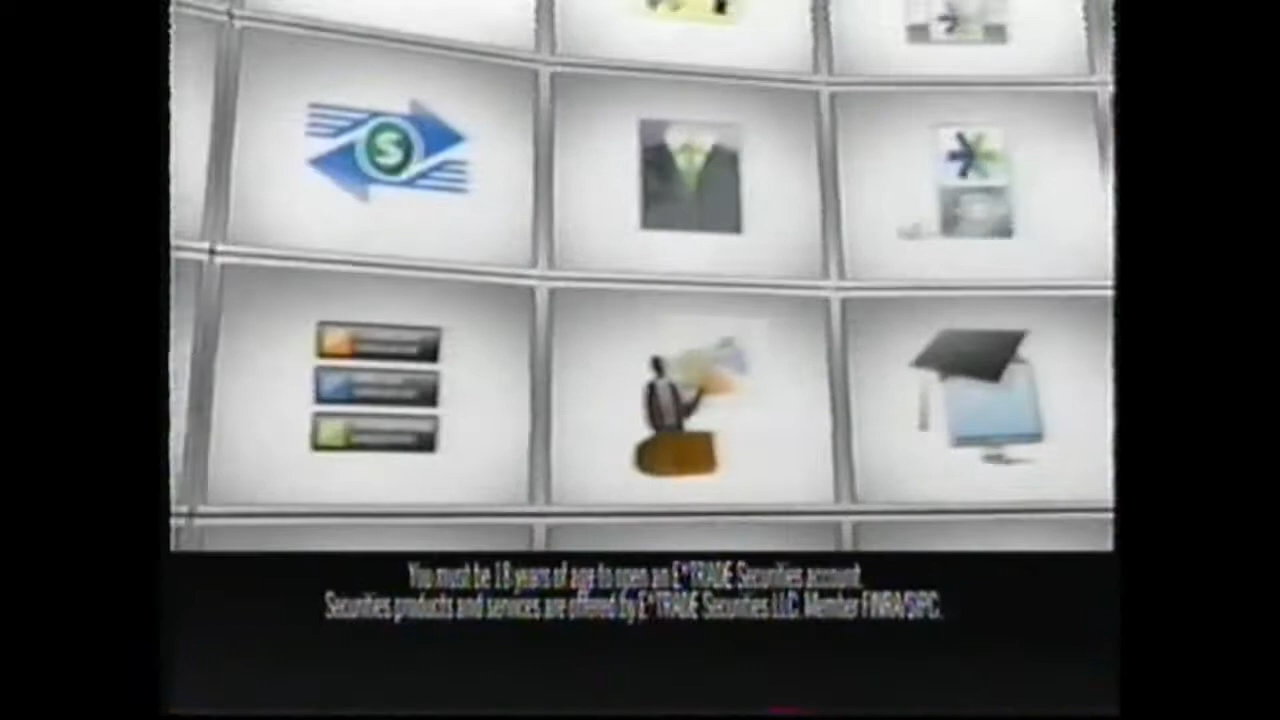 S
You must be 18 years of age to open an E*TRADE Securities account.
Securities products and services are offered by E*TRADE Securities LLC. Member FINRA/SIPC.